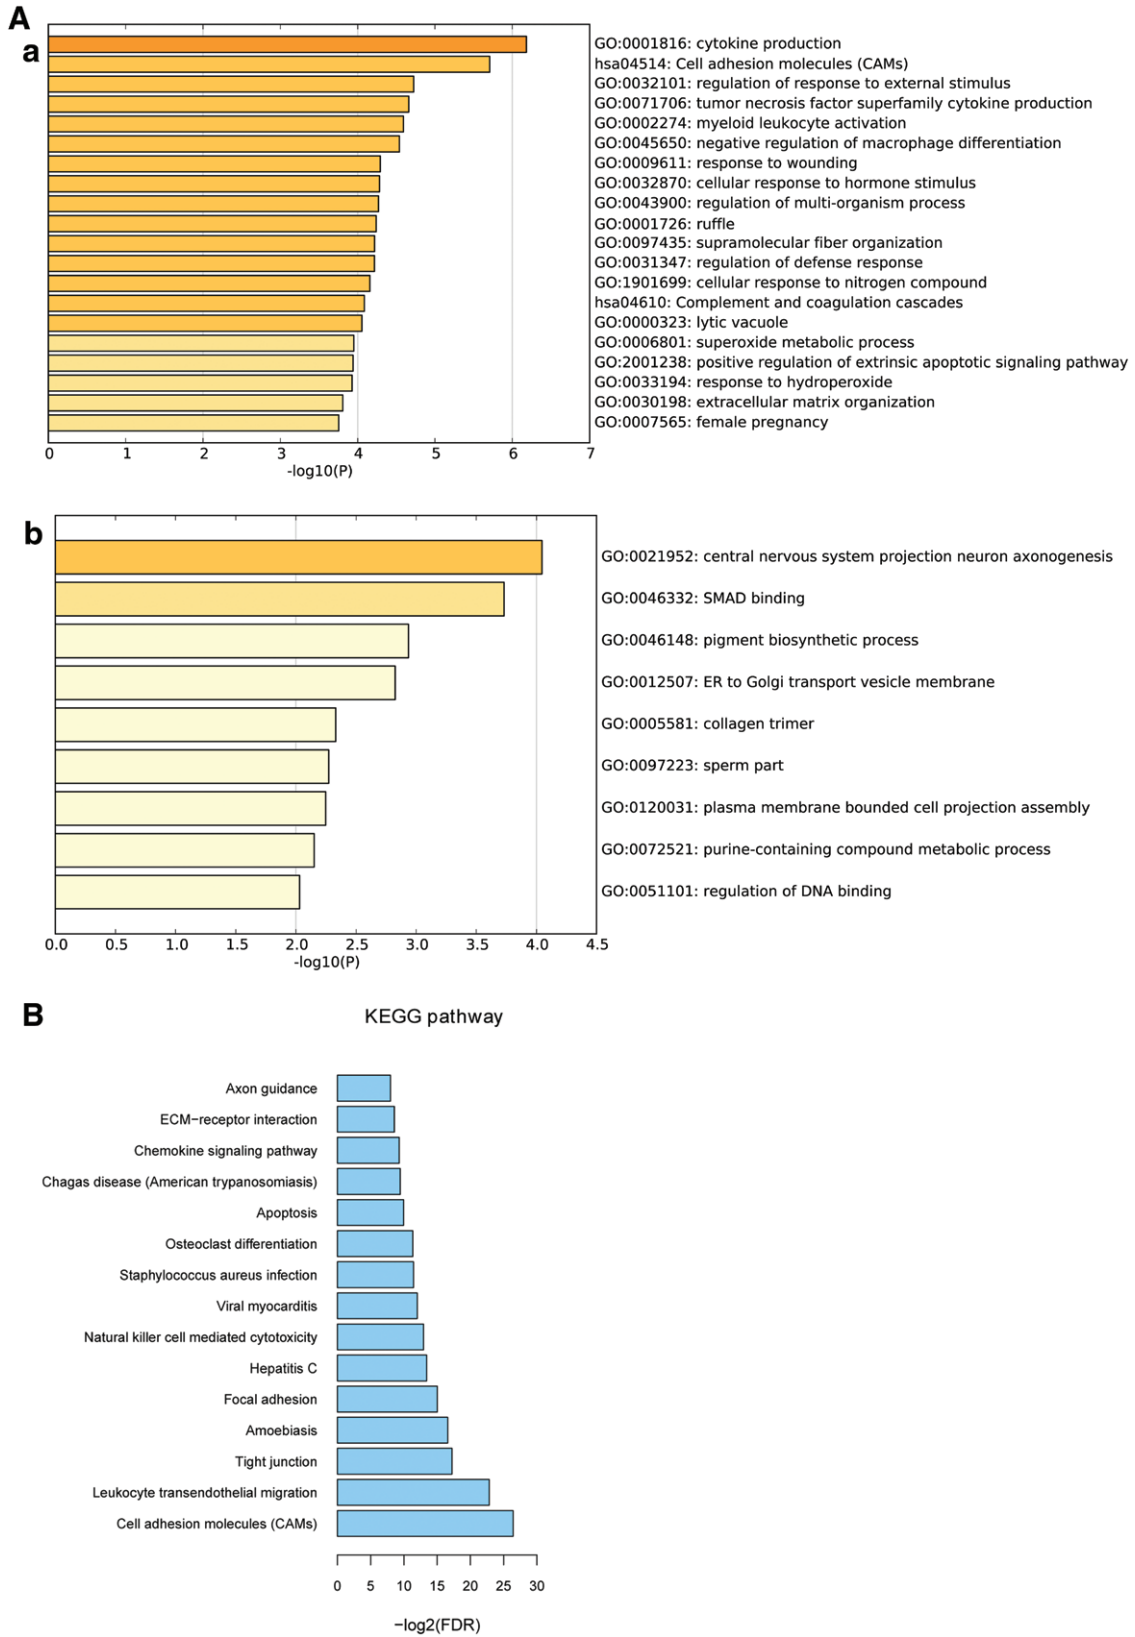 A
a
GO:0001816: cytokine production
hsa04514: Cell adhesion molecules (CAMs)
GO:0032101: regulation of response to external stimulus
GO:0071706: tumor necrosis factor superfamily cytokine production
GO:0002274: myeloid leukocyte activation
GO:0045650: negative regulation of macrophage differentiation
GO:0009611: response to wounding
GO:0032870: cellular response to hormone stimulus
GO:0043900: regulation of multi-organism process
GO:0001726: ruffle
GO:0097435: supramolecular fiber organization
GO:0031347: regulation of defense response
GO:1901699: cellular response to nitrogen compound
hsa04610: Complement and coagulation cascades
GO:0000323: lytic vacuole
GO:0006801: superoxide metabolic process
GO:2001238: positive regulation of extrinsic apoptotic signaling pathway
GO:0033194: response to hydroperoxide
GO:0030198: extracellular matrix organization
GO:0007565: female pregnancy
0 1 2 3 4 5 6 7
-log10(P)
b
GO:0021952: central nervous system projection neuron axonogenesis
GO:0046332: SMAD binding
GO:0046148: pigment biosynthetic process
GO:0012507: ER to Golgi transport vesicle membrane
GO:0005581: collagen trimer
GO:0097223: sperm part
GO:0120031: plasma membrane bounded cell projection assembly
GO:0072521: purine-containing compound metabolic process
GO:0051101: regulation of DNA binding
0.0 0.5 1.0 1.5 2.0 2.5 3.0 3.5 4.0 4.5
-log10(P)
B
KEGG pathway
Axon guidance
ECM−receptor interaction
Chemokine signaling pathway
Chagas disease (American trypanosomiasis)
Apoptosis
Osteoclast differentiation
Staphylococcus aureus infection
Viral myocarditis
Natural killer cell mediated cytotoxicity
Hepatitis C
Focal adhesion
Amoebiasis
Tight junction
Leukocyte transendothelial migration
Cell adhesion molecules (CAMs)
0 5 10 15 20 25 30
−log2(FDR)